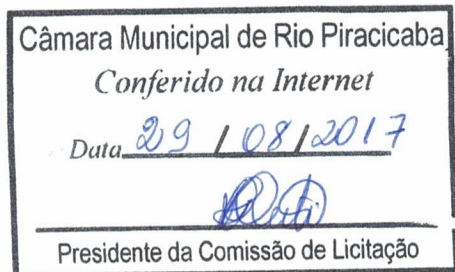 Câmara Municipal de Rio Piracicaba
Conferido na Internet
Data 29 / 08 / 2017
Presidente da Comissão de Licitação